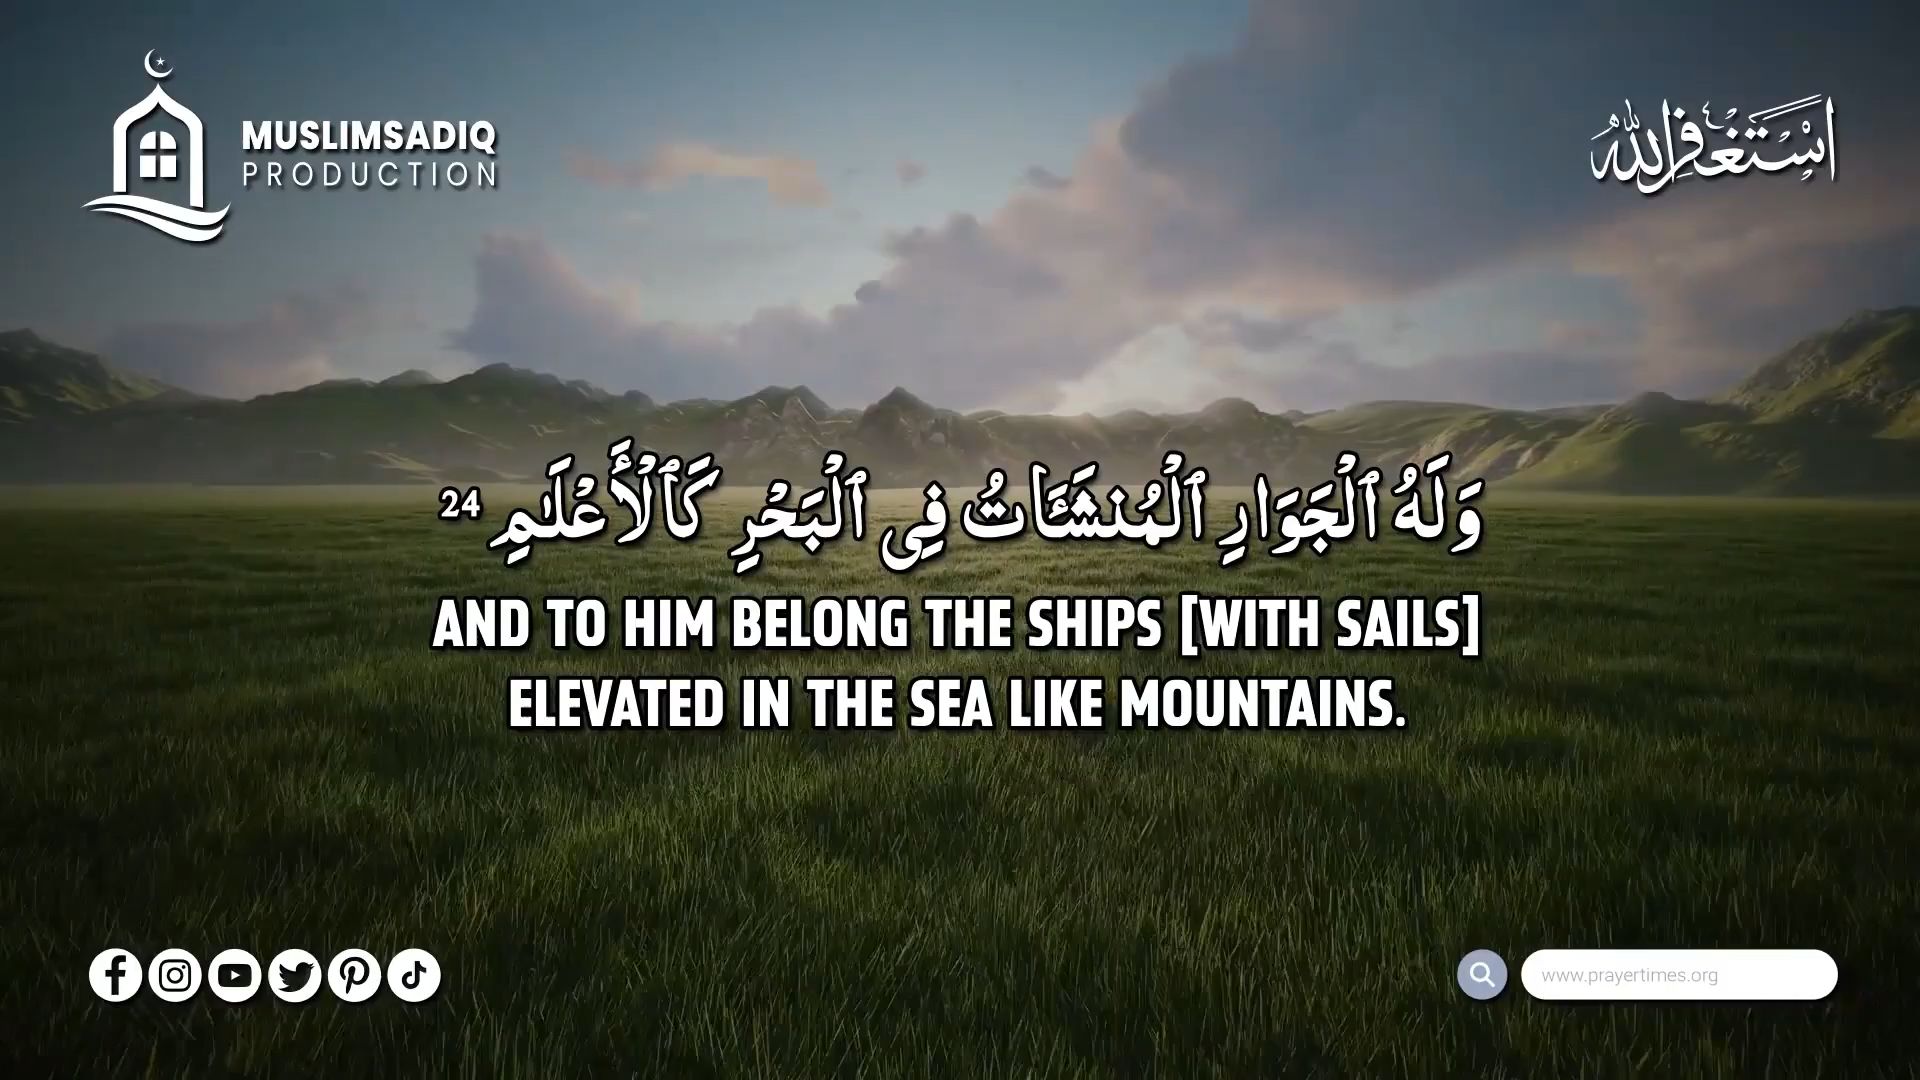 MUSLIMSADIQ
PRODUCTION
استغفر الله
وَلَهُ ٱلْجَوَارِ ٱلْمُنشَـَٔاتُ فِى ٱلْبَحْرِ كَٱلْأَعْلَـٰمِ 24
AND TO HIM BELONG THE SHIPS [WITH SAILS]
ELEVATED IN THE SEA LIKE MOUNTAINS.
www.prayertimes.org